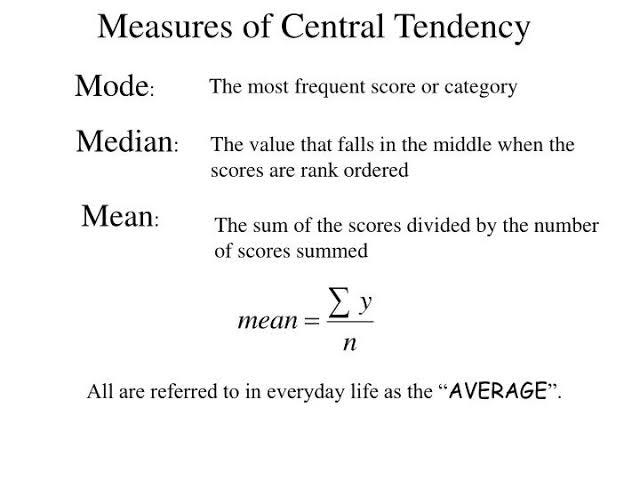 Measures of Central Tendency
Mode: The most frequent score or category
Median: The value that falls in the middle when the
scores are rank ordered
Mean: The sum of the scores divided by the number
of scores summed
mean = ∑ y
n
All are referred to in everyday life as the “AVERAGE”.